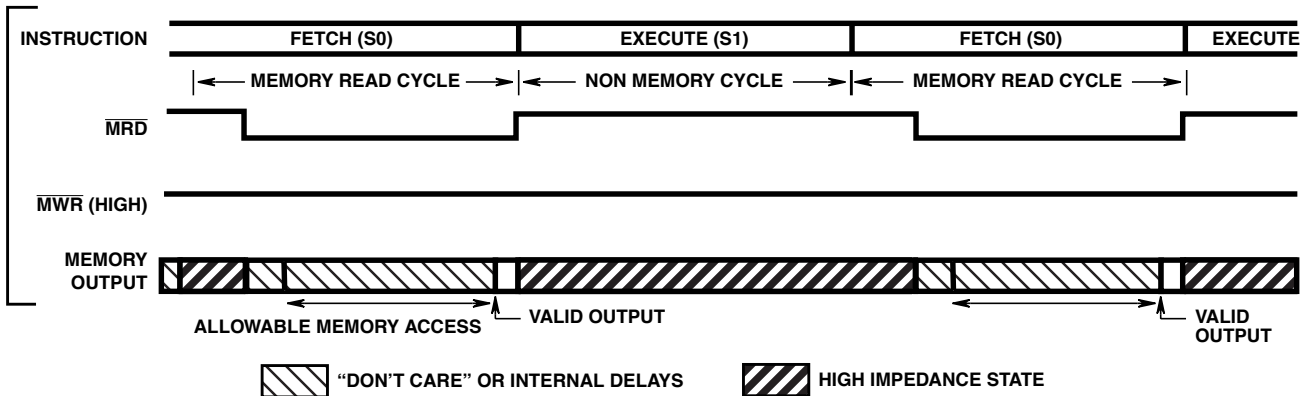 INSTRUCTION FETCH (S0) EXECUTE (S1) FETCH (S0) EXECUTE
MEMORY READ CYCLE NON MEMORY CYCLE MEMORY READ CYCLE
MRD
MWR (HIGH)
MEMORY
OUTPUT
ALLOWABLE MEMORY ACCESS VALID OUTPUT VALID
OUTPUT
“DON'T CARE” OR INTERNAL DELAYS HIGH IMPEDANCE STATE